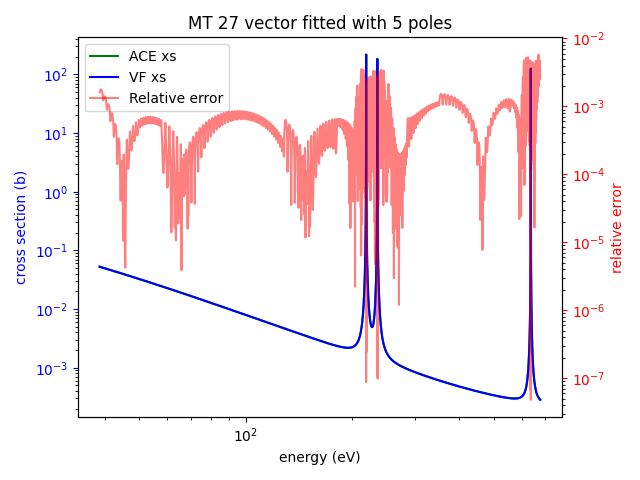 MT 27 vector fitted with 5 poles
ACE xs
VF xs
Relative error
cross section (b)
10^2
10^1
10^0
10^-1
10^-2
10^-3
10^-2
10^-3
10^-4
10^-5
10^-6
10^-7
relative error
10^2
energy (eV)